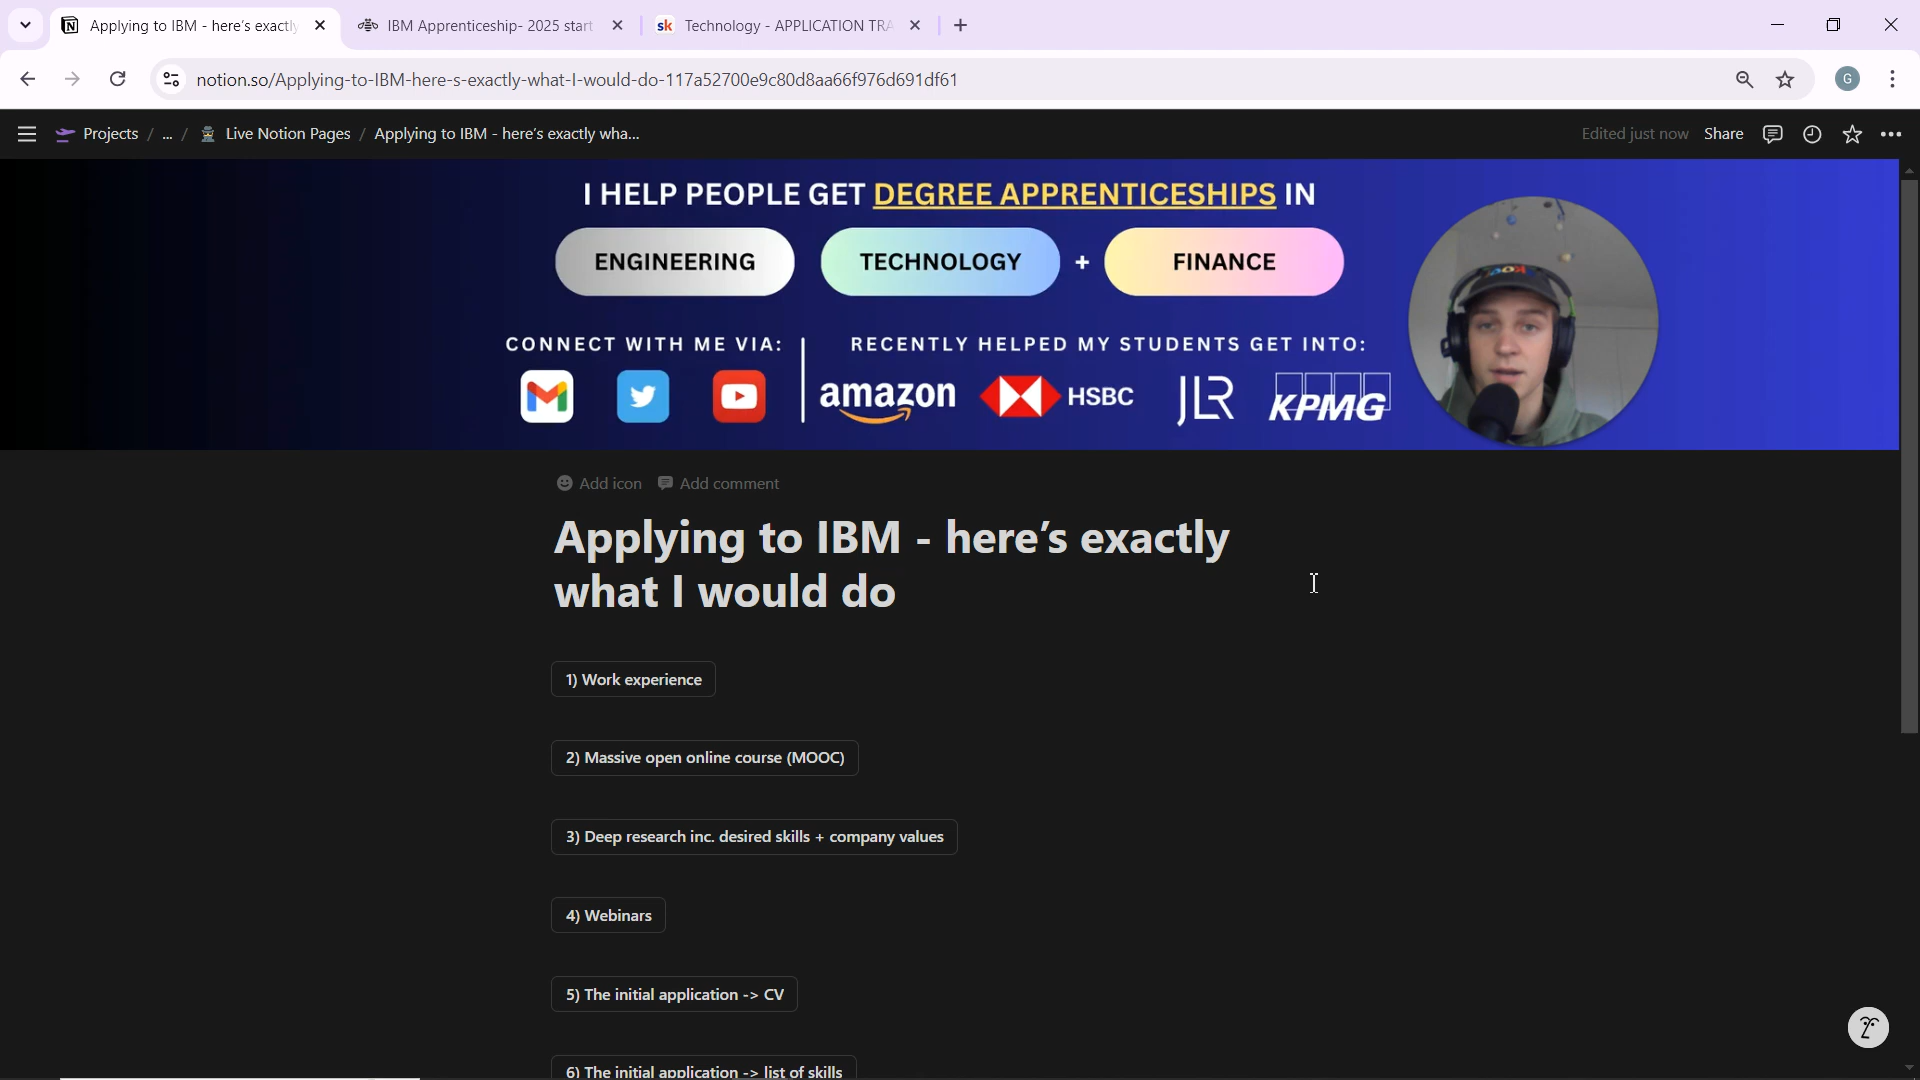 Applying to IBM - here's exactly
IBM Apprenticeship- 2025 start
sk
Technology - APPLICATION TRA
notion.so/Applying-to-IBM-here-s-exactly-what-I-would-do-117a52700e9c80d8aa66f976d691df61
G
Projects / ... / Live Notion Pages / Applying to IBM - here's exactly wha...
Edited just now
Share
I HELP PEOPLE GET DEGREE APPRENTICESHIPS IN
ENGINEERING
TECHNOLOGY
+
FINANCE
CONNECT WITH ME VIA:
RECENTLY HELPED MY STUDENTS GET INTO:
amazon
HSBC
JLR
KPMG
Add icon
Add comment
Applying to IBM - here's exactly
what I would do
1) Work experience
2) Massive open online course (MOOC)
3) Deep research inc. desired skills + company values
4) Webinars
5) The initial application -> CV
6) The initial application -> list of skills